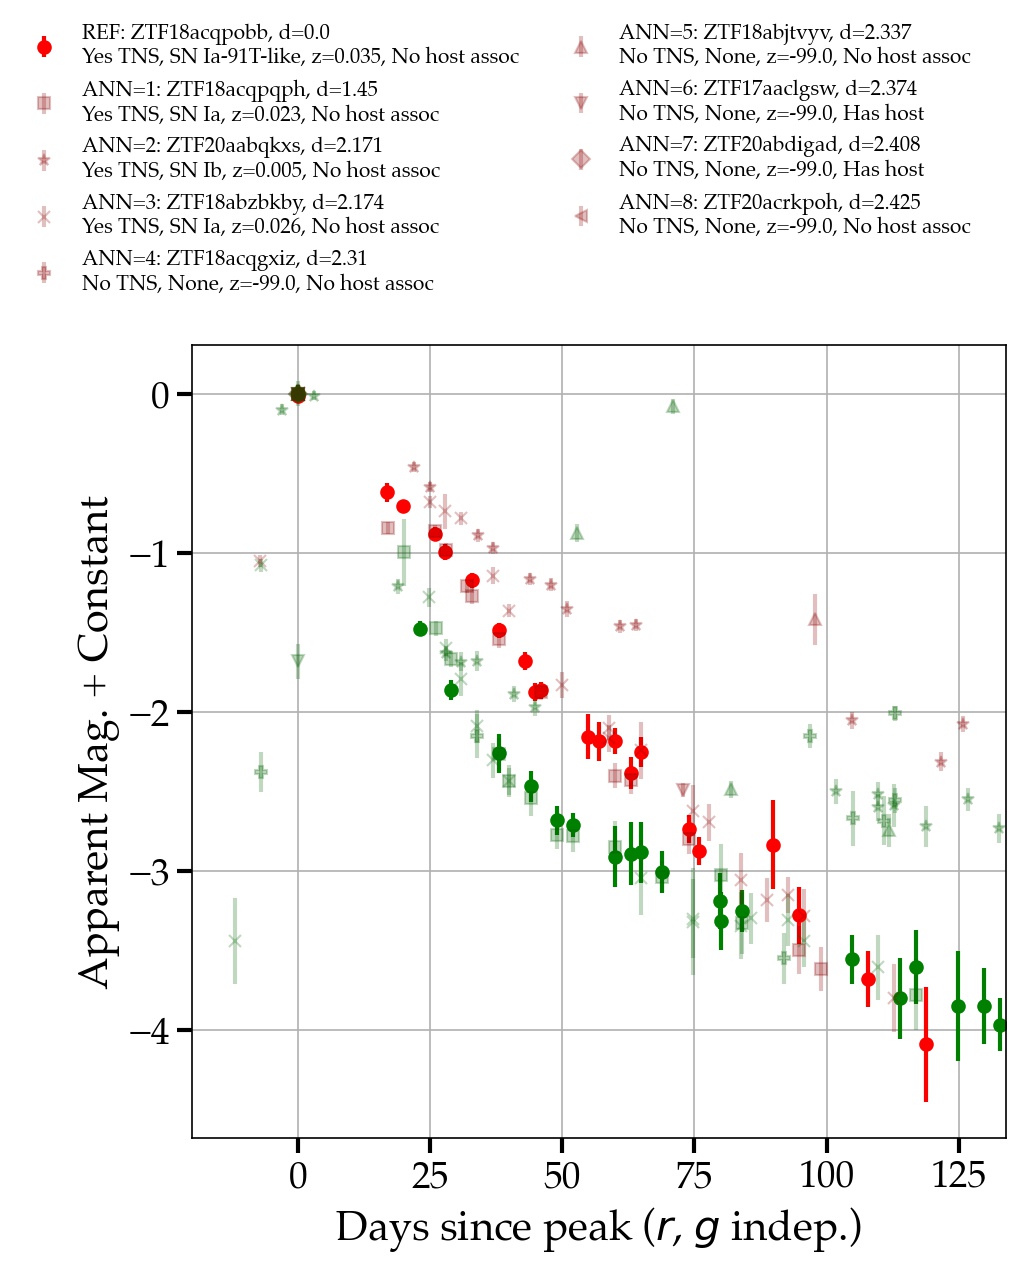 REF: ZTF18acqpobb, d=0.0
Yes TNS, SN Ia-91T-like, z=0.035, No host assoc
ANN=1: ZTF18acqpqph, d=1.45
Yes TNS, SN Ia, z=0.023, No host assoc
ANN=2: ZTF20aabqkxs, d=2.171
Yes TNS, SN Ib, z=0.005, No host assoc
ANN=3: ZTF18abzbkby, d=2.174
Yes TNS, SN Ia, z=0.026, No host assoc
ANN=4: ZTF18acqgxiz, d=2.31
No TNS, None, z=-99.0, No host assoc
ANN=5: ZTF18abjtvyv, d=2.337
No TNS, None, z=-99.0, No host assoc
ANN=6: ZTF17aaclgsw, d=2.374
No TNS, None, z=-99.0, Has host
ANN=7: ZTF20abdigad, d=2.408
No TNS, None, z=-99.0, Has host
ANN=8: ZTF20acrkpoh, d=2.425
No TNS, None, z=-99.0, No host assoc
Apparent Mag. + Constant
0
−1
−2
−3
−4
0
25
50
75
100
125
Days since peak (r, g indep.)